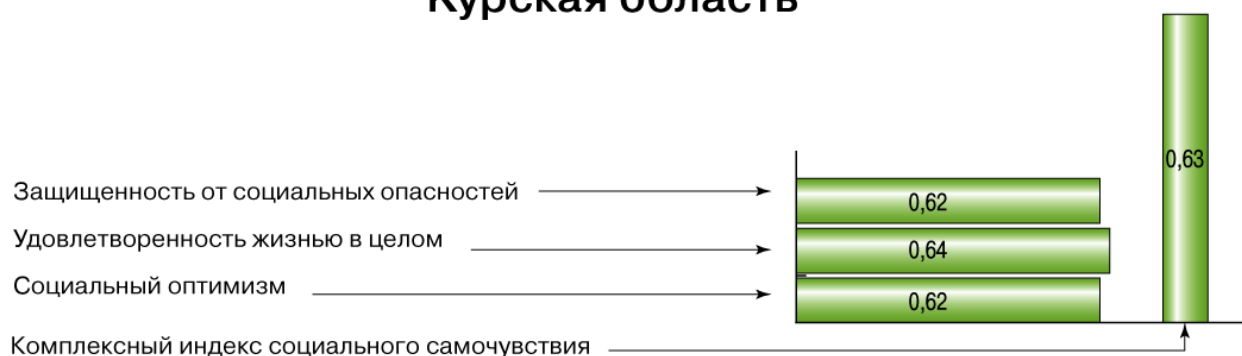 Курская область
0,63
Защищенность от социальных опасностей
0,62
Удовлетворенность жизнью в целом
0,64
Социальный оптимизм
0,62
Комплексный индекс социального самочувствия